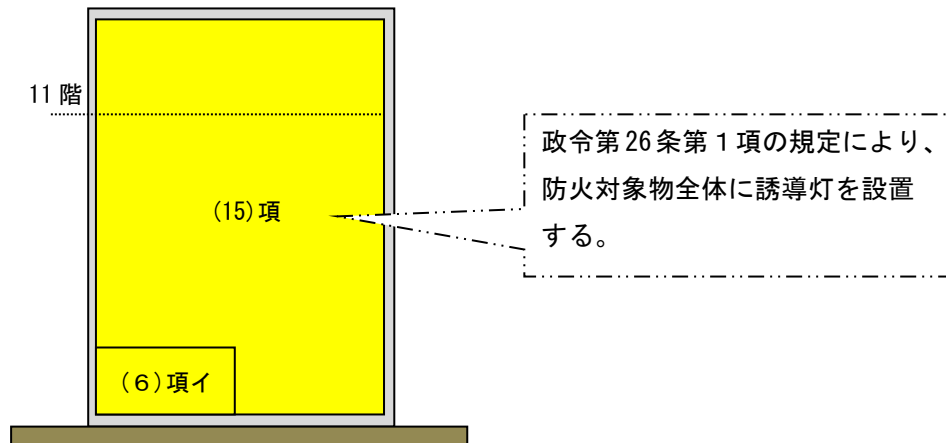 11階
政令第26条第1項の規定により、
防火対象物全体に誘導灯を設置
する。
(15)項
(6)項イ